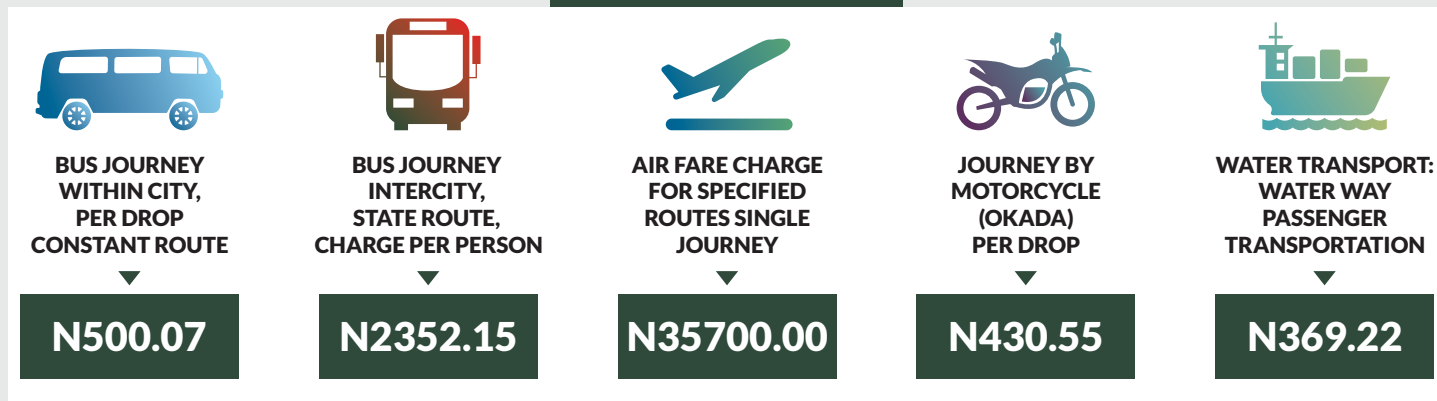 BUS JOURNEY
WITHIN CITY,
PER DROP
CONSTANT ROUTE
N500.07
BUS JOURNEY
INTERCITY,
STATE ROUTE,
CHARGE PER PERSON
N2352.15
AIR FARE CHARGE
FOR SPECIFIED
ROUTES SINGLE
JOURNEY
N35700.00
JOURNEY BY
MOTORCYCLE
(OKADA)
PER DROP
N430.55
WATER TRANSPORT:
WATER WAY
PASSENGER
TRANSPORTATION
N369.22